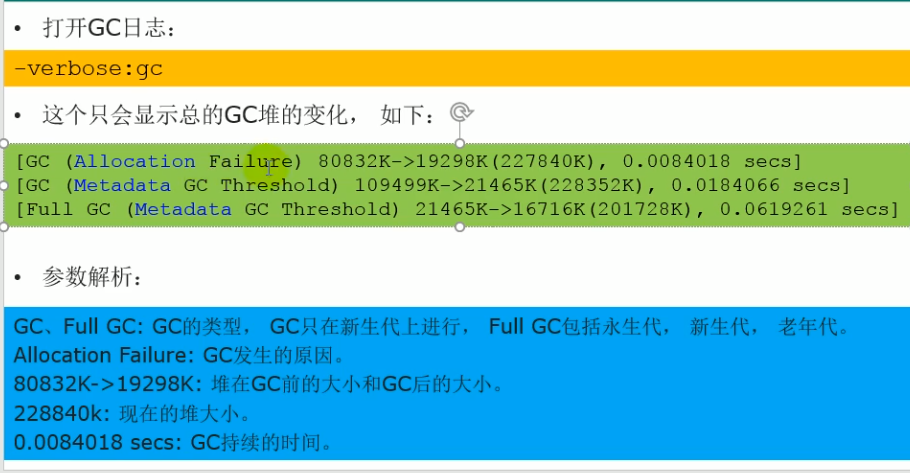 • 打开GC日志：
-verbose:gc
• 这个只会显示总的GC堆的变化， 如下：
[GC (Allocation Failure) 80832K->19298K(227840K), 0.0084018 secs]
[GC (Metadata GC Threshold) 109499K->21465K(228352K), 0.0184066 secs]
[Full GC (Metadata GC Threshold) 21465K->16716K(201728K), 0.0619261 secs]
• 参数解析：
GC、Full GC: GC的类型， GC只在新生代上进行， Full GC包括永生代， 新生代， 老年代。
Allocation Failure: GC发生的原因。
80832K->19298K: 堆在GC前的大小和GC后的大小。
228840k: 现在的堆大小。
0.0084018 secs: GC持续的时间。